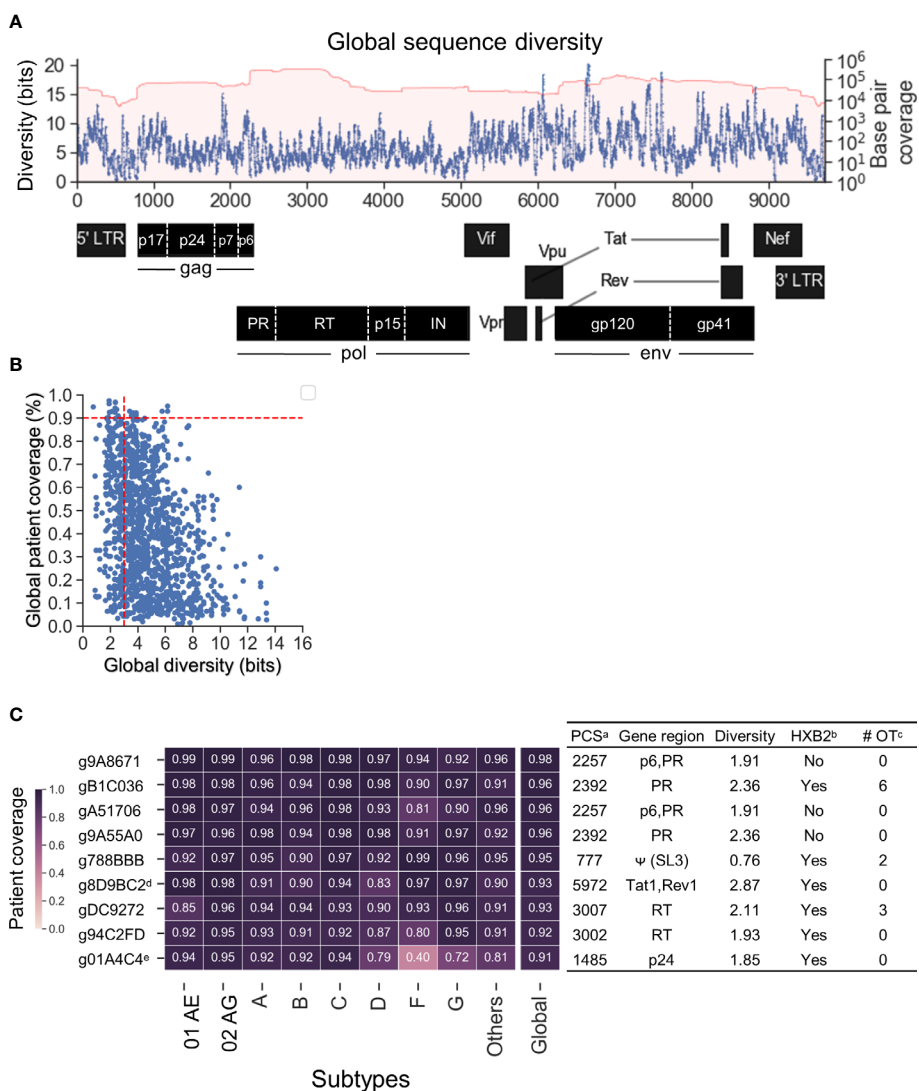 A
Global sequence diversity
Diversity (bits)
20
15
10
5
0
10⁶
10⁵
10⁴
10³
10²
10¹
10⁰
Base pair
coverage
0 1000 2000 3000 4000 5000 6000 7000 8000 9000
5' LTR p17 p24 p7 p6 Vif Tat Nef
gag Vpu Rev 3' LTR
PR RT p15 IN Vpr gp120 gp41
pol env
B
Global patient coverage (%)
1.0
0.9
0.8
0.7
0.6
0.5
0.4
0.3
0.2
0.1
0.0
0 2 4 6 8 10 12 14 16
Global diversity (bits)
C
Patient coverage
1.0
0.8
0.6
0.4
0.2
0.0
PCSᵃ Gene region Diversity HXB2ᵇ # OTᶜ
g9A8671 0.99 0.99 0.96 0.98 0.98 0.97 0.94 0.92 0.96 0.98 2257 p6,PR 1.91 No 0
gB1C036 0.98 0.98 0.96 0.98 0.98 0.98 0.90 0.97 0.91 0.96 2392 PR 2.36 Yes 6
gA51706 0.98 0.97 0.94 0.96 0.98 0.93 0.81 0.90 0.96 0.96 2257 p6,PR 1.91 No 0
g9A55A0 0.97 0.96 0.98 0.94 0.98 0.98 0.91 0.97 0.92 0.96 2392 PR 2.36 No 0
g788BBB 0.92 0.97 0.95 0.90 0.97 0.92 0.99 0.96 0.95 0.95 777 Ψ (SL3) 0.76 Yes 2
g8D9BC2ᵈ 0.98 0.98 0.91 0.90 0.94 0.83 0.97 0.97 0.90 0.93 5972 Tat1,Rev1 2.87 Yes 0
gDC9272 0.85 0.96 0.94 0.94 0.93 0.90 0.93 0.95 0.91 0.93 3007 RT 2.11 Yes 3
g94C2FD 0.92 0.95 0.93 0.92 0.91 0.87 0.80 0.95 0.91 0.92 3002 RT 1.93 Yes 0
g01A4C4ᵉ 0.94 0.95 0.92 0.92 0.94 0.79 0.40 0.72 0.81 0.91 1485 p24 1.85 Yes 0
01 AE 02 AG A B C D F G Others Global
Subtypes